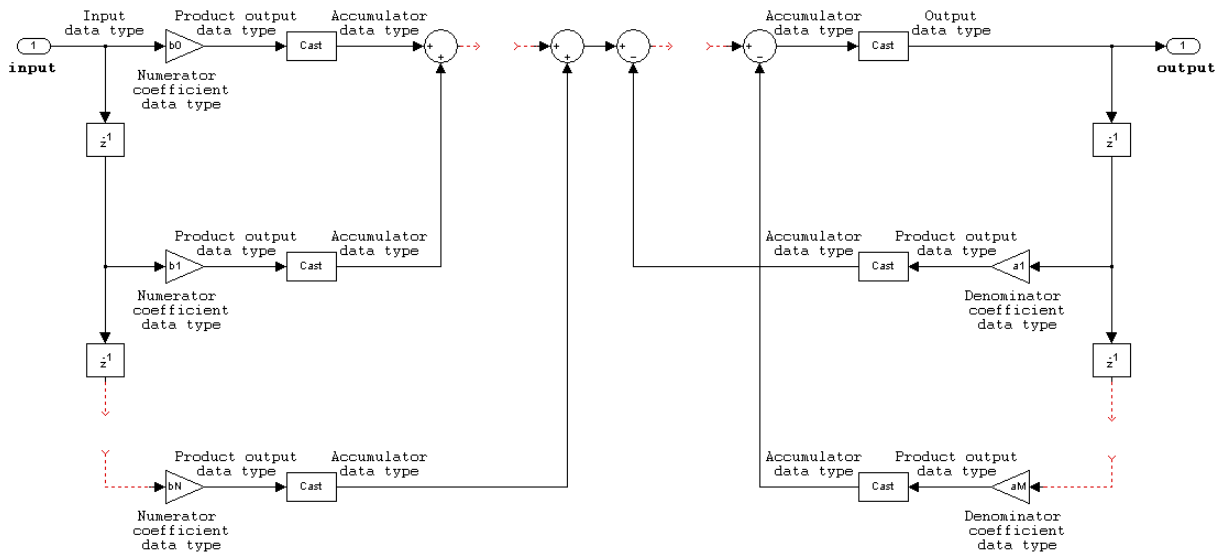 Input
data type
Product output
data type
Accumulator
data type
Accumulator
data type
Output
data type
1
input
b0
Cast
+
+
+
+
+
−
+
−
Cast
1
output
Numerator
coefficient
data type
z-1
z-1
Product output
data type
Accumulator
data type
Accumulator
data type
Product output
data type
b1
Cast
Cast
a1
Numerator
coefficient
data type
Denominator
coefficient
data type
z-1
z-1
Product output
data type
Accumulator
data type
Accumulator
data type
Product output
data type
bN
Cast
Cast
aM
Numerator
coefficient
data type
Denominator
coefficient
data type